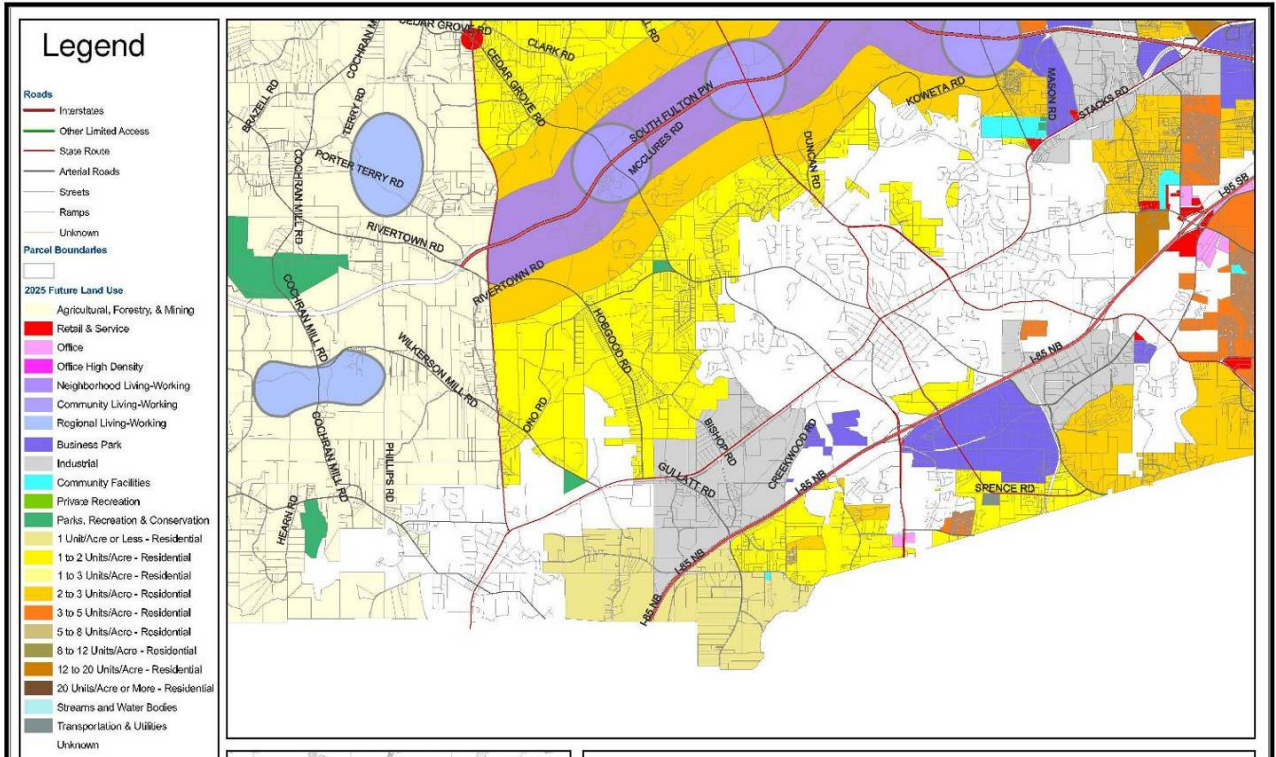 Legend
Roads
Interstates
Other Limited Access
State Route
Arterial Roads
Streets
Ramps
Unknown
Parcel Boundaries
2025 Future Land Use
Agricultural, Forestry, & Mining
Retail & Service
Office
Office High Density
Neighborhood Living-Working
Community Living-Working
Regional Living-Working
Business Park
Industrial
Community Facilities
Private Recreation
Parks, Recreation & Conservation
1 Unit/Acre or Less - Residential
1 to 2 Units/Acre - Residential
1 to 3 Units/Acre - Residential
2 to 3 Units/Acre - Residential
3 to 5 Units/Acre - Residential
5 to 8 Units/Acre - Residential
8 to 12 Units/Acre - Residential
12 to 20 Units/Acre - Residential
20 Units/Acre or More - Residential
Streams and Water Bodies
Transportation & Utilities
Unknown
COCHRAN M
CEDAR GROVE RD
CLARK RD
CEDAR GROVE RD
BRAZELL RD
TERRY RD
PORTER TERRY RD
COCHRAN MILL RD
RIVERTOWN RD
SOUTH FULTON PW
MCCLURES RD
DUNCAN RD
KOWETA RD
MASON RD
STACKS RD
I-85 SB
RIVERTOWN RD
COCHRAN MILL RD
WILKERSON MILL RD
HOBGOOD RD
I-85 NB
ONO RD
BISHOP RD
CREEKWOOD RD
GULLATT RD
I-85 NB
COCHRAN MILL RD
PHILLIPS RD
HEARN R
SPENCE RD
I-85 NB
I-85 NB